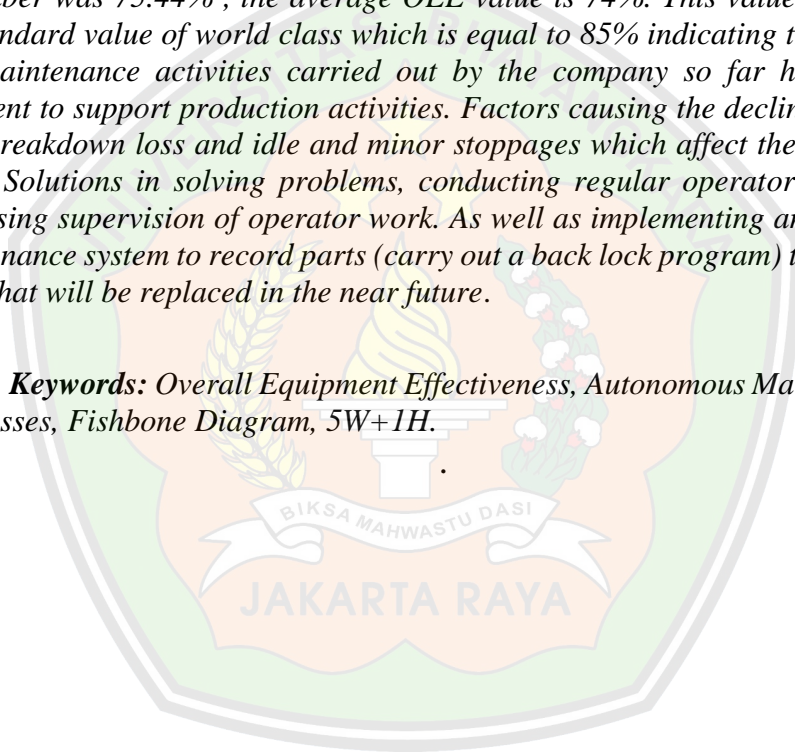 ber was 75.44% , the average OEE value is 74%. This value
ndard value of world class which is equal to 85% indicating t
aintenance activities carried out by the company so far h
ent to support production activities. Factors causing the declin
reakdown loss and idle and minor stoppages which affect the
Solutions in solving problems, conducting regular operator
sing supervision of operator work. As well as implementing an
nance system to record parts (carry out a back lock program) t
hat will be replaced in the near future.
Keywords: Overall Equipment Effectiveness, Autonomous Ma
sses, Fishbone Diagram, 5W+1H.
.
BIKSA MAHWASTU DASI
JAKARTA RAYA